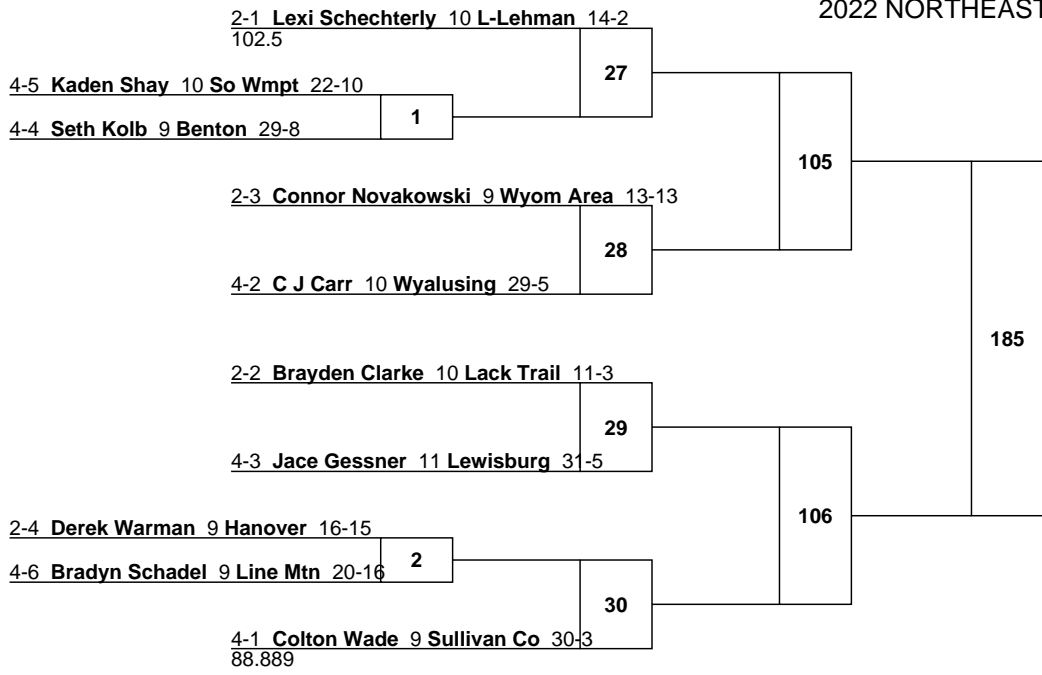 2022 NORTHEAST
2-1 Lexi Schechterly 10 L-Lehman 14-2
102.5
27
4-5 Kaden Shay 10 So Wmpt 22-10
1
4-4 Seth Kolb 9 Benton 29-8
105
2-3 Connor Novakowski 9 Wyom Area 13-13
28
4-2 C J Carr 10 Wyalusing 29-5
185
2-2 Brayden Clarke 10 Lack Trail 11-3
29
4-3 Jace Gessner 11 Lewisburg 31-5
106
2-4 Derek Warman 9 Hanover 16-15
2
4-6 Bradyn Schadel 9 Line Mtn 20-16
30
4-1 Colton Wade 9 Sullivan Co 30-3
88.889